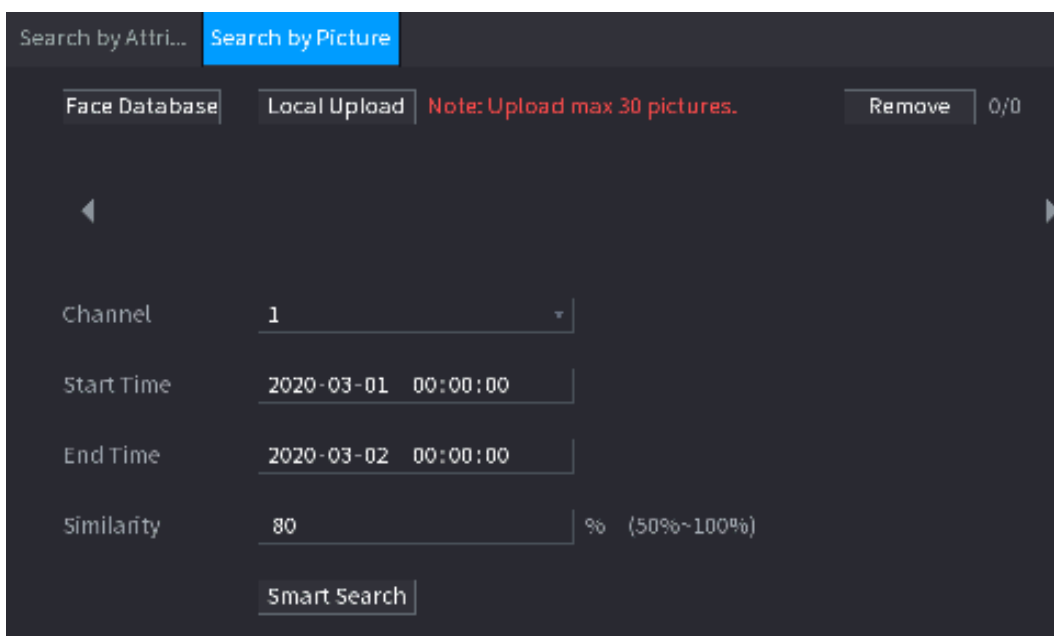 Search by Attri... Search by Picture
Face Database Local Upload Note: Upload max 30 pictures. Remove 0/0
Channel 1
Start Time 2020-03-01 00:00:00
End Time 2020-03-02 00:00:00
Similarity 80 % (50%~100%)
Smart Search